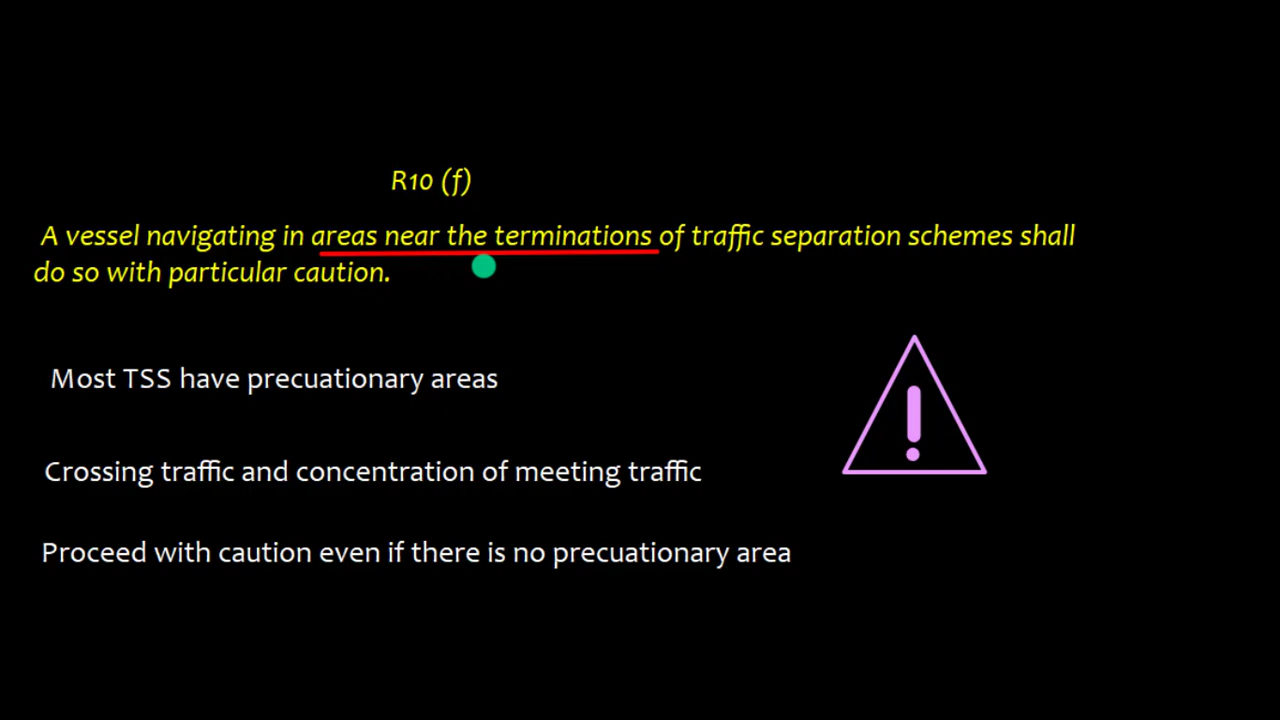 R10 (f)
A vessel navigating in areas near the terminations of traffic separation schemes shall
do so with particular caution.
Most TSS have precuationary areas
Crossing traffic and concentration of meeting traffic
Proceed with caution even if there is no precuationary area